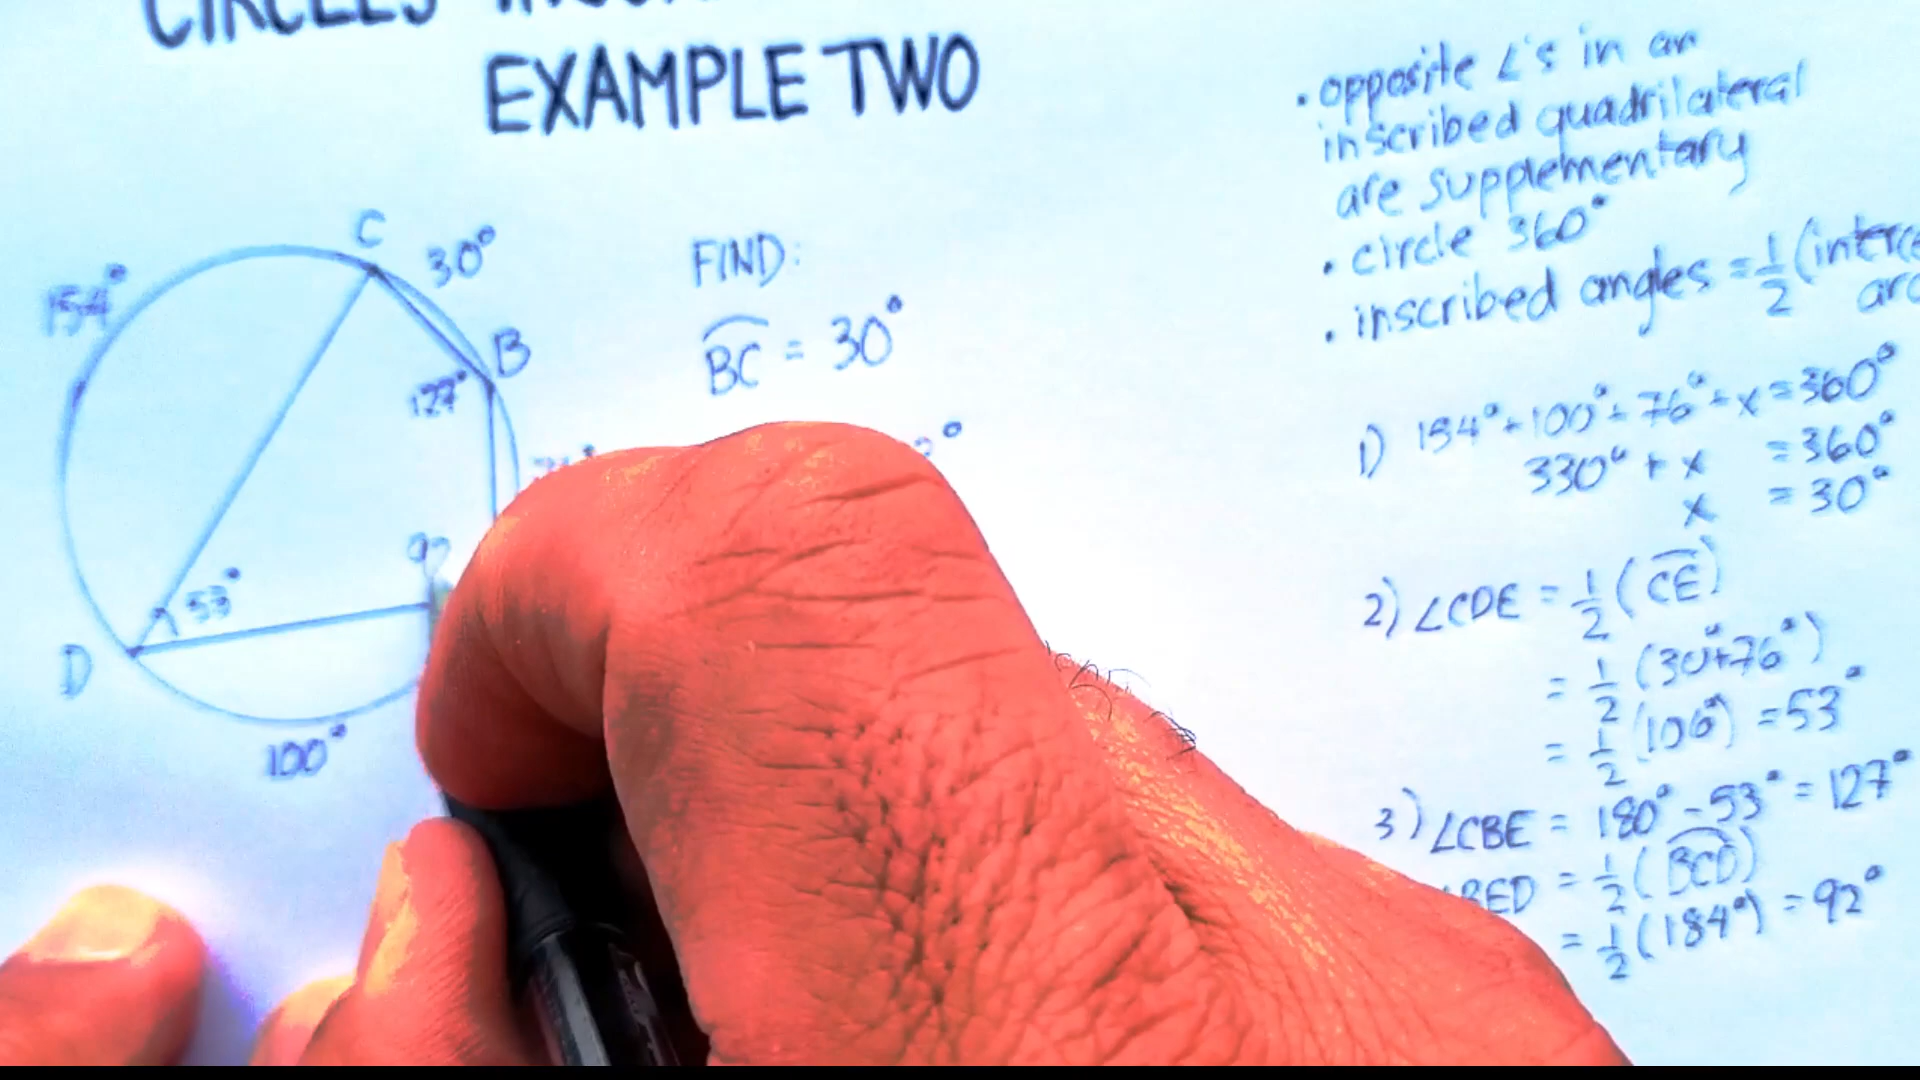 CIRCLES
EXAMPLE TWO
C
30°
154°
B
127°
92
53°
D
100°
FIND:
BC = 30°
°
• opposite ∠'s in an
inscribed quadrilateral
are supplementary
• circle 360°
• inscribed angles = 1/2 (interce
arc
1) 154° + 100° + 76° + x = 360°
330° + x = 360°
x = 30°
2) ∠CDE = 1/2 (CE)
= 1/2 (30° + 76°)
= 1/2 (106°) = 53°
3) ∠CBE = 180° - 53° = 127°
BED = 1/2 (BCD)
= 1/2 (184°) = 92°